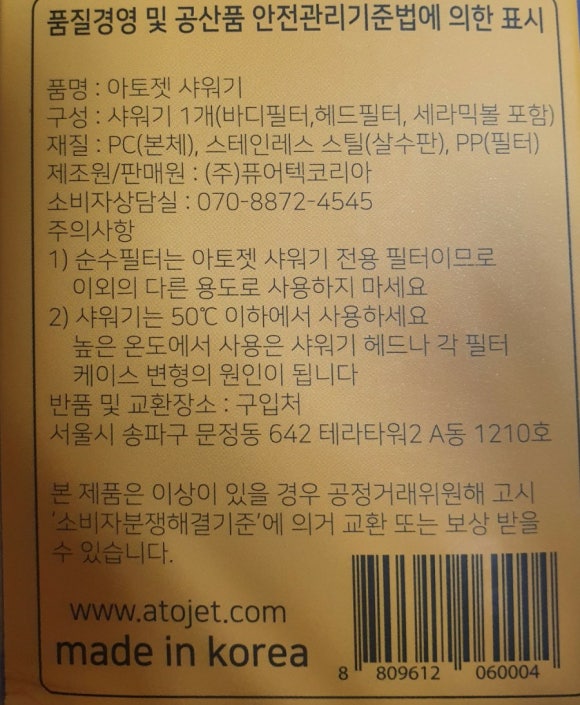 품질경영 및 공산품 안전관리기준법에 의한 표시
품명 : 아토젯 샤워기
구성 : 샤워기 1개(바디필터,헤드필터, 세라믹볼 포함)
재질 : PC(본체), 스테인레스 스틸(살수판), PP(필터)
제조원/판매원 : (주)퓨어텍코리아
소비자상담실 : 070-8872-4545
주의사항
1) 순수필터는 아토젯 샤워기 전용 필터이므로
이외의 다른 용도로 사용하지 마세요
2) 샤워기는 50℃ 이하에서 사용하세요
높은 온도에서 사용은 샤워기 헤드나 각 필터
케이스 변형의 원인이 됩니다
반품 및 교환장소 : 구입처
서울시 송파구 문정동 642 테라타워2 A동 1210호
본 제품은 이상이 있을 경우 공정거래위원해 고시
'소비자분쟁해결기준'에 의거 교환 또는 보상 받을
수 있습니다.
www.atojet.com
made in korea
8 809612 060004